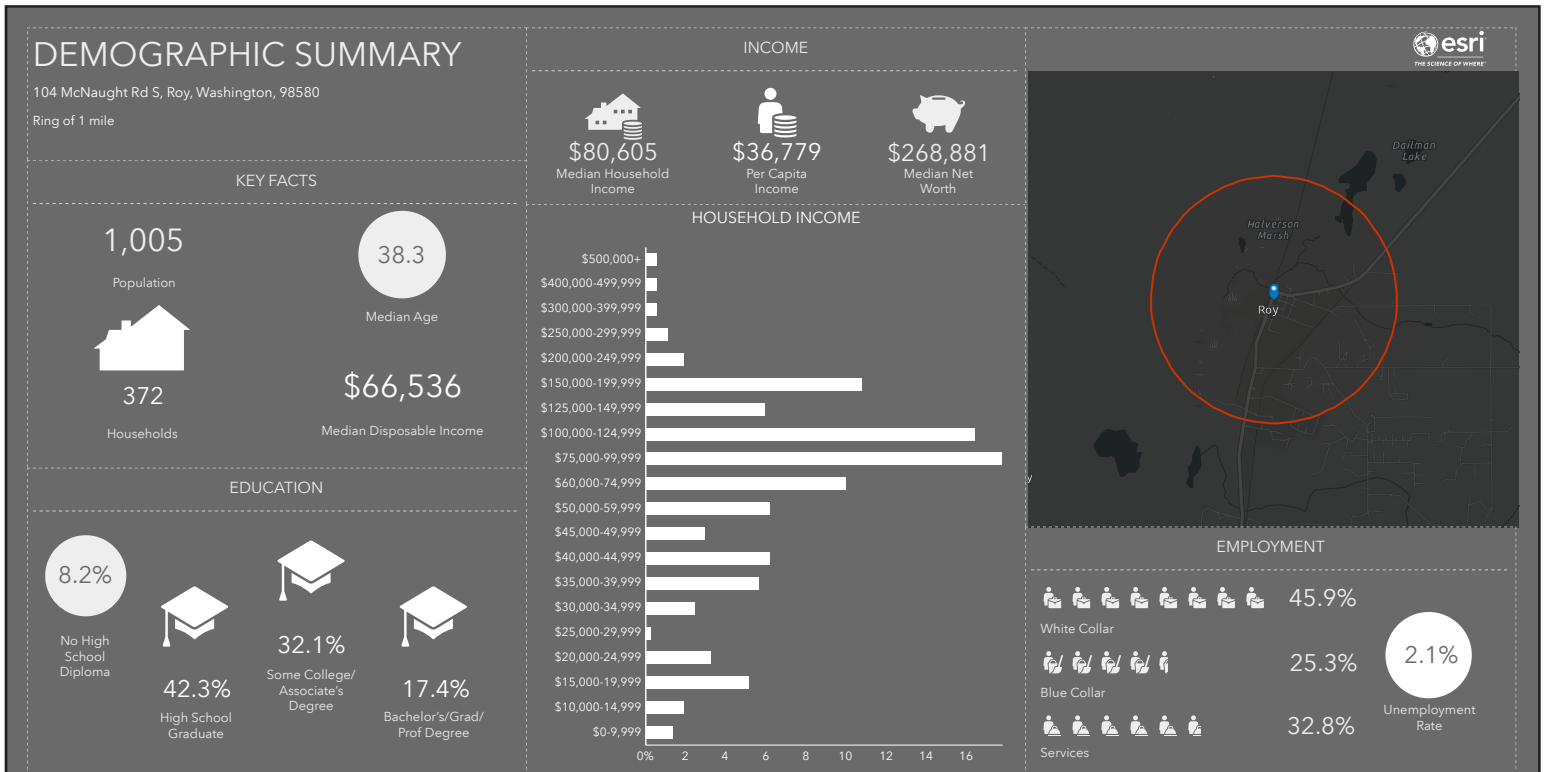 DEMOGRAPHIC SUMMARY
104 McNaught Rd S, Roy, Washington, 98580
Ring of 1 mile
KEY FACTS
1,005
Population
38.3
Median Age
372
Households
$66,536
Median Disposable Income
EDUCATION
8.2%
No High
School
Diploma
42.3%
High School
Graduate
32.1%
Some College/
Associate's
Degree
17.4%
Bachelor's/Grad/
Prof Degree
INCOME
$80,605
Median Household
Income
$36,779
Per Capita
Income
$268,881
Median Net
Worth
HOUSEHOLD INCOME
$500,000+
$400,000-499,999
$300,000-399,999
$250,000-299,999
$200,000-249,999
$150,000-199,999
$125,000-149,999
$100,000-124,999
$75,000-99,999
$60,000-74,999
$50,000-59,999
$45,000-49,999
$40,000-44,999
$35,000-39,999
$30,000-34,999
$25,000-29,999
$20,000-24,999
$15,000-19,999
$10,000-14,999
$0-9,999
0% 2 4 6 8 10 12 14 16
esri
THE SCIENCE OF WHERE
Dailman
Lake
Halverson
Marsh
Roy
y
EMPLOYMENT
45.9%
White Collar
25.3%
Blue Collar
32.8%
Services
2.1%
Unemployment
Rate